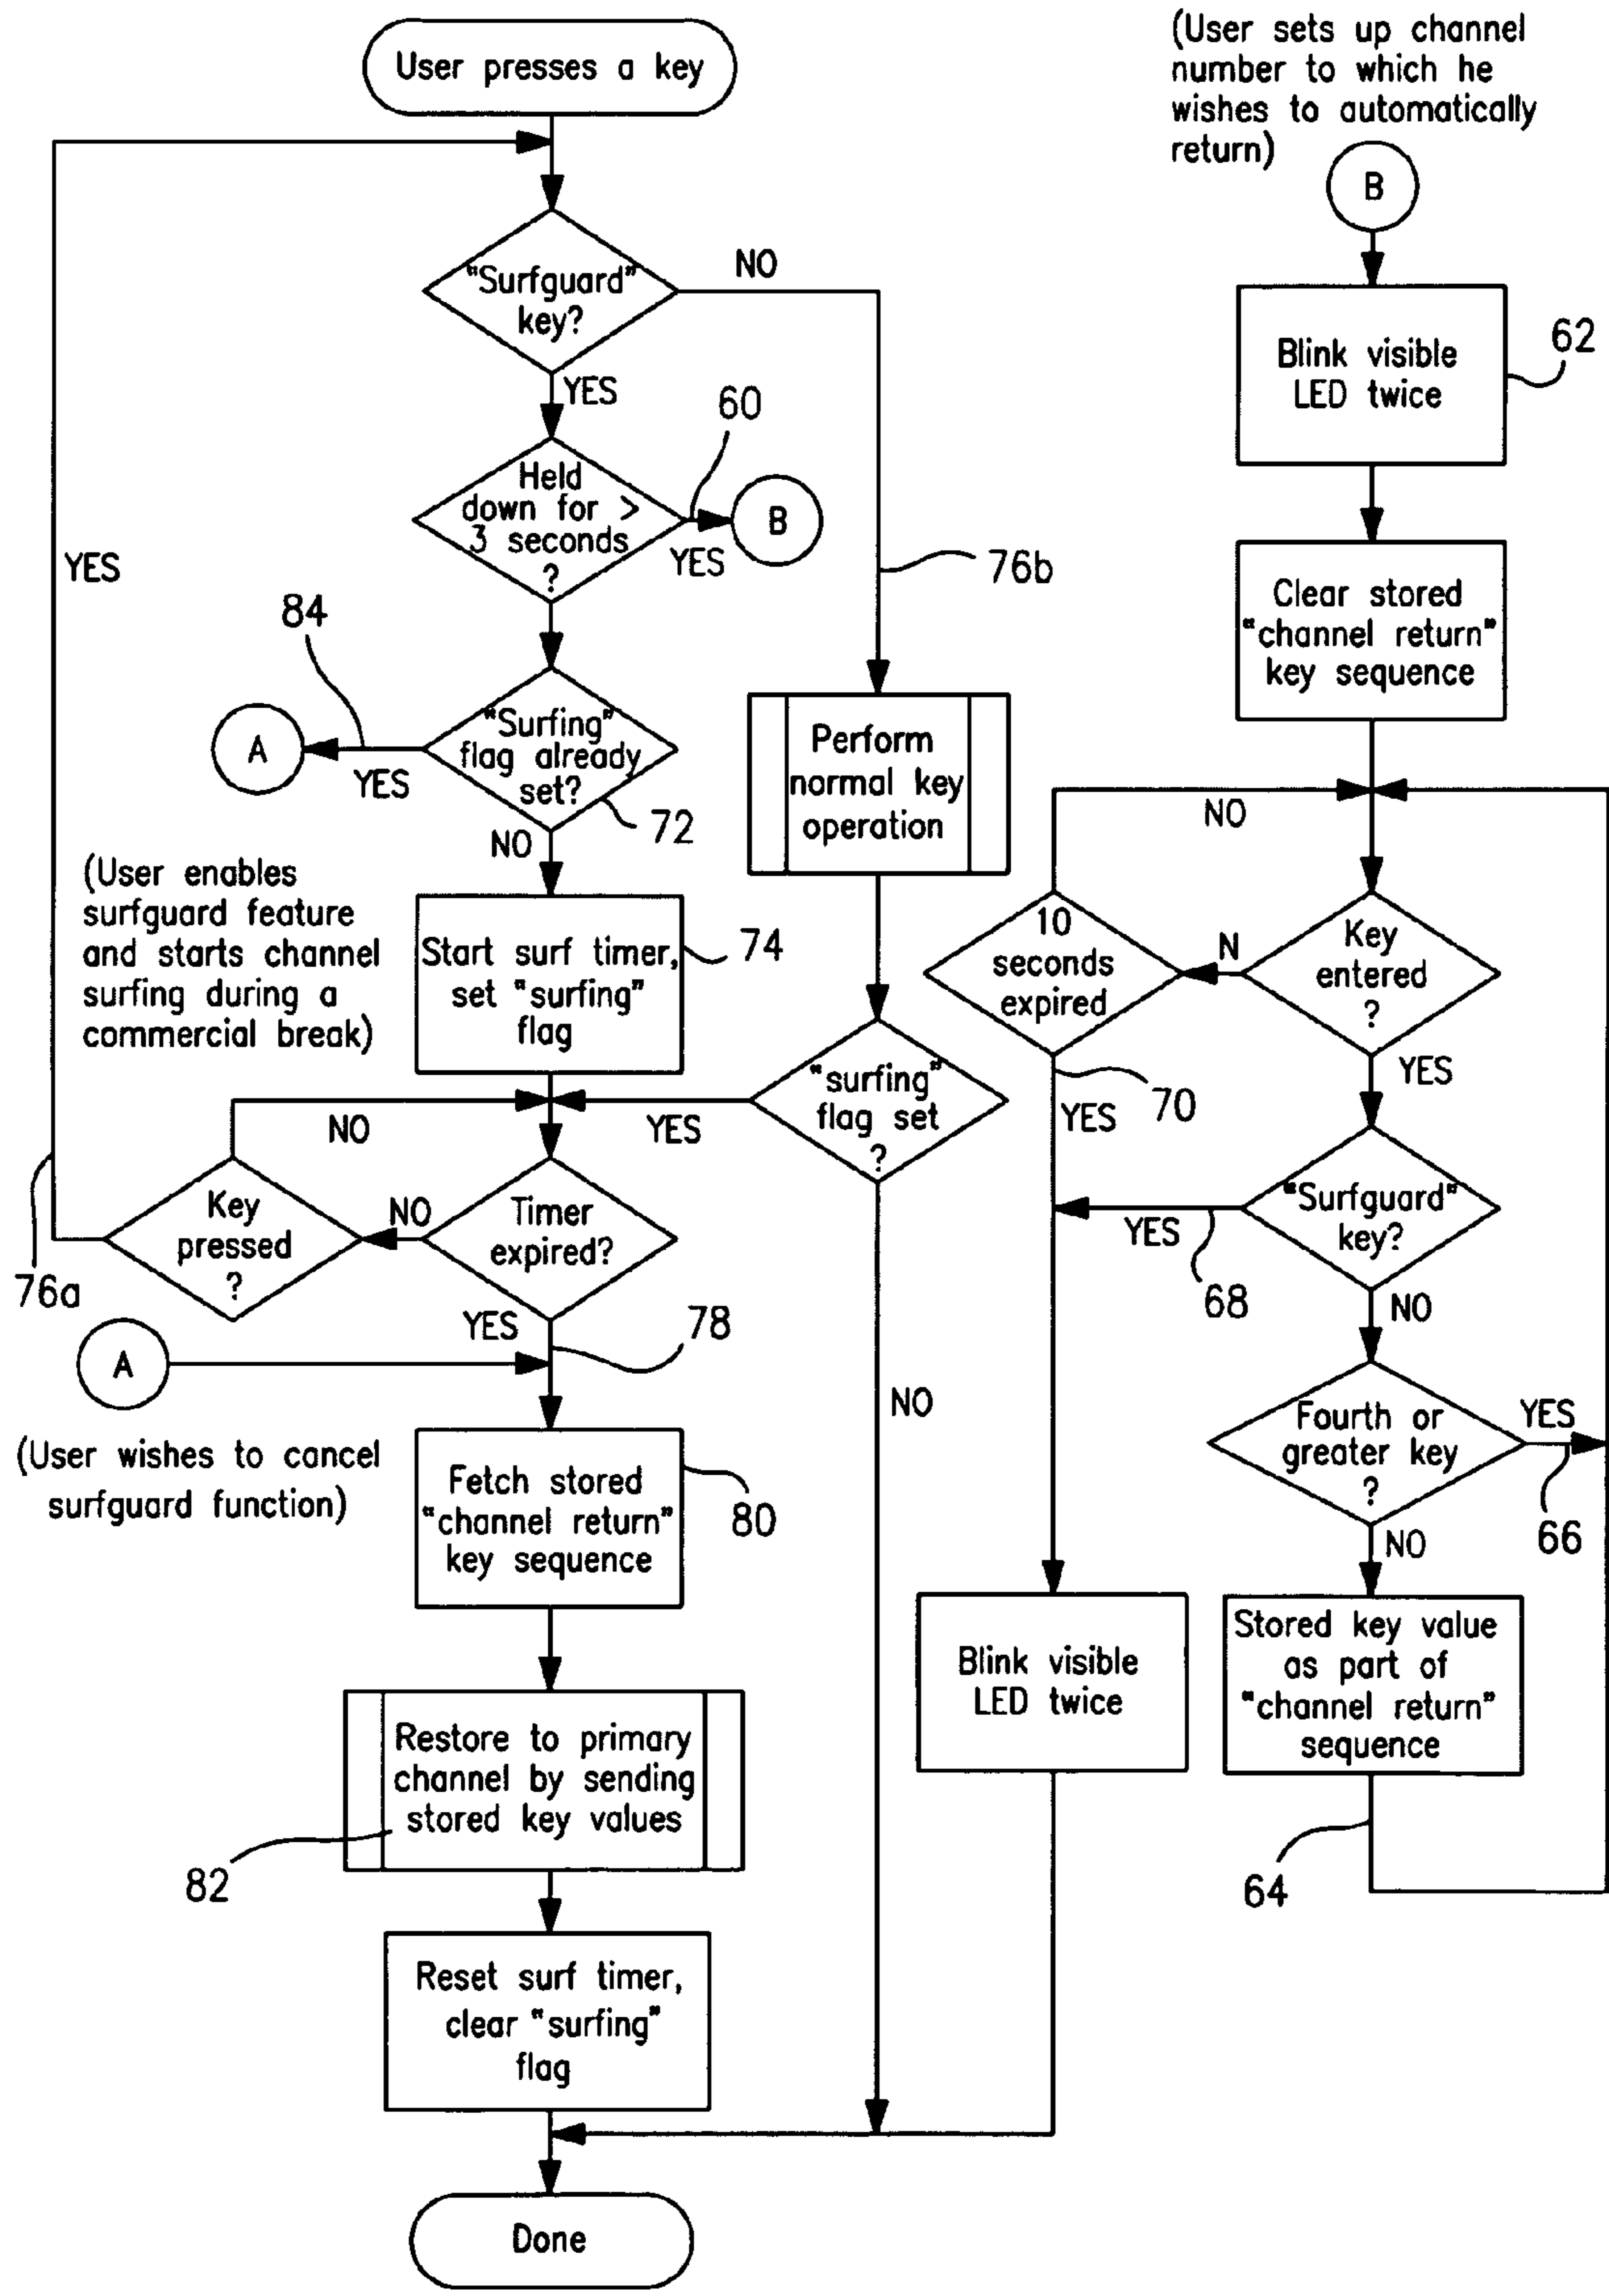 User presses a key
"Surfguard"
key?
NO
YES
Held
down for >
3 seconds
?
60
YES
B
76b
YES
84
A
YES
"Surfing"
flag already
set?
72
NO
Perform
normal key
operation
(User enables
surfguard feature
and starts channel
surfing during a
commercial break)
Start surf timer,
set "surfing"
flag
74
"surfing"
flag set
?
YES
NO
NO
Key
pressed
?
76a
NO
Timer
expired?
YES
78
A
(User wishes to cancel
surfguard function)
Fetch stored
"channel return"
key sequence
80
Restore to primary
channel by sending
stored key values
82
Reset surf timer,
clear "surfing"
flag
Done
(User sets up channel
number to which he
wishes to automatically
return)
B
Blink visible
LED twice
62
Clear stored
"channel return"
key sequence
NO
10
seconds
expired
N
Key
entered
?
YES
70
YES
"Surfguard"
key?
YES
68
NO
Fourth or
greater key
?
YES
66
NO
Stored key value
as part of
"channel return"
sequence
64
Blink visible
LED twice